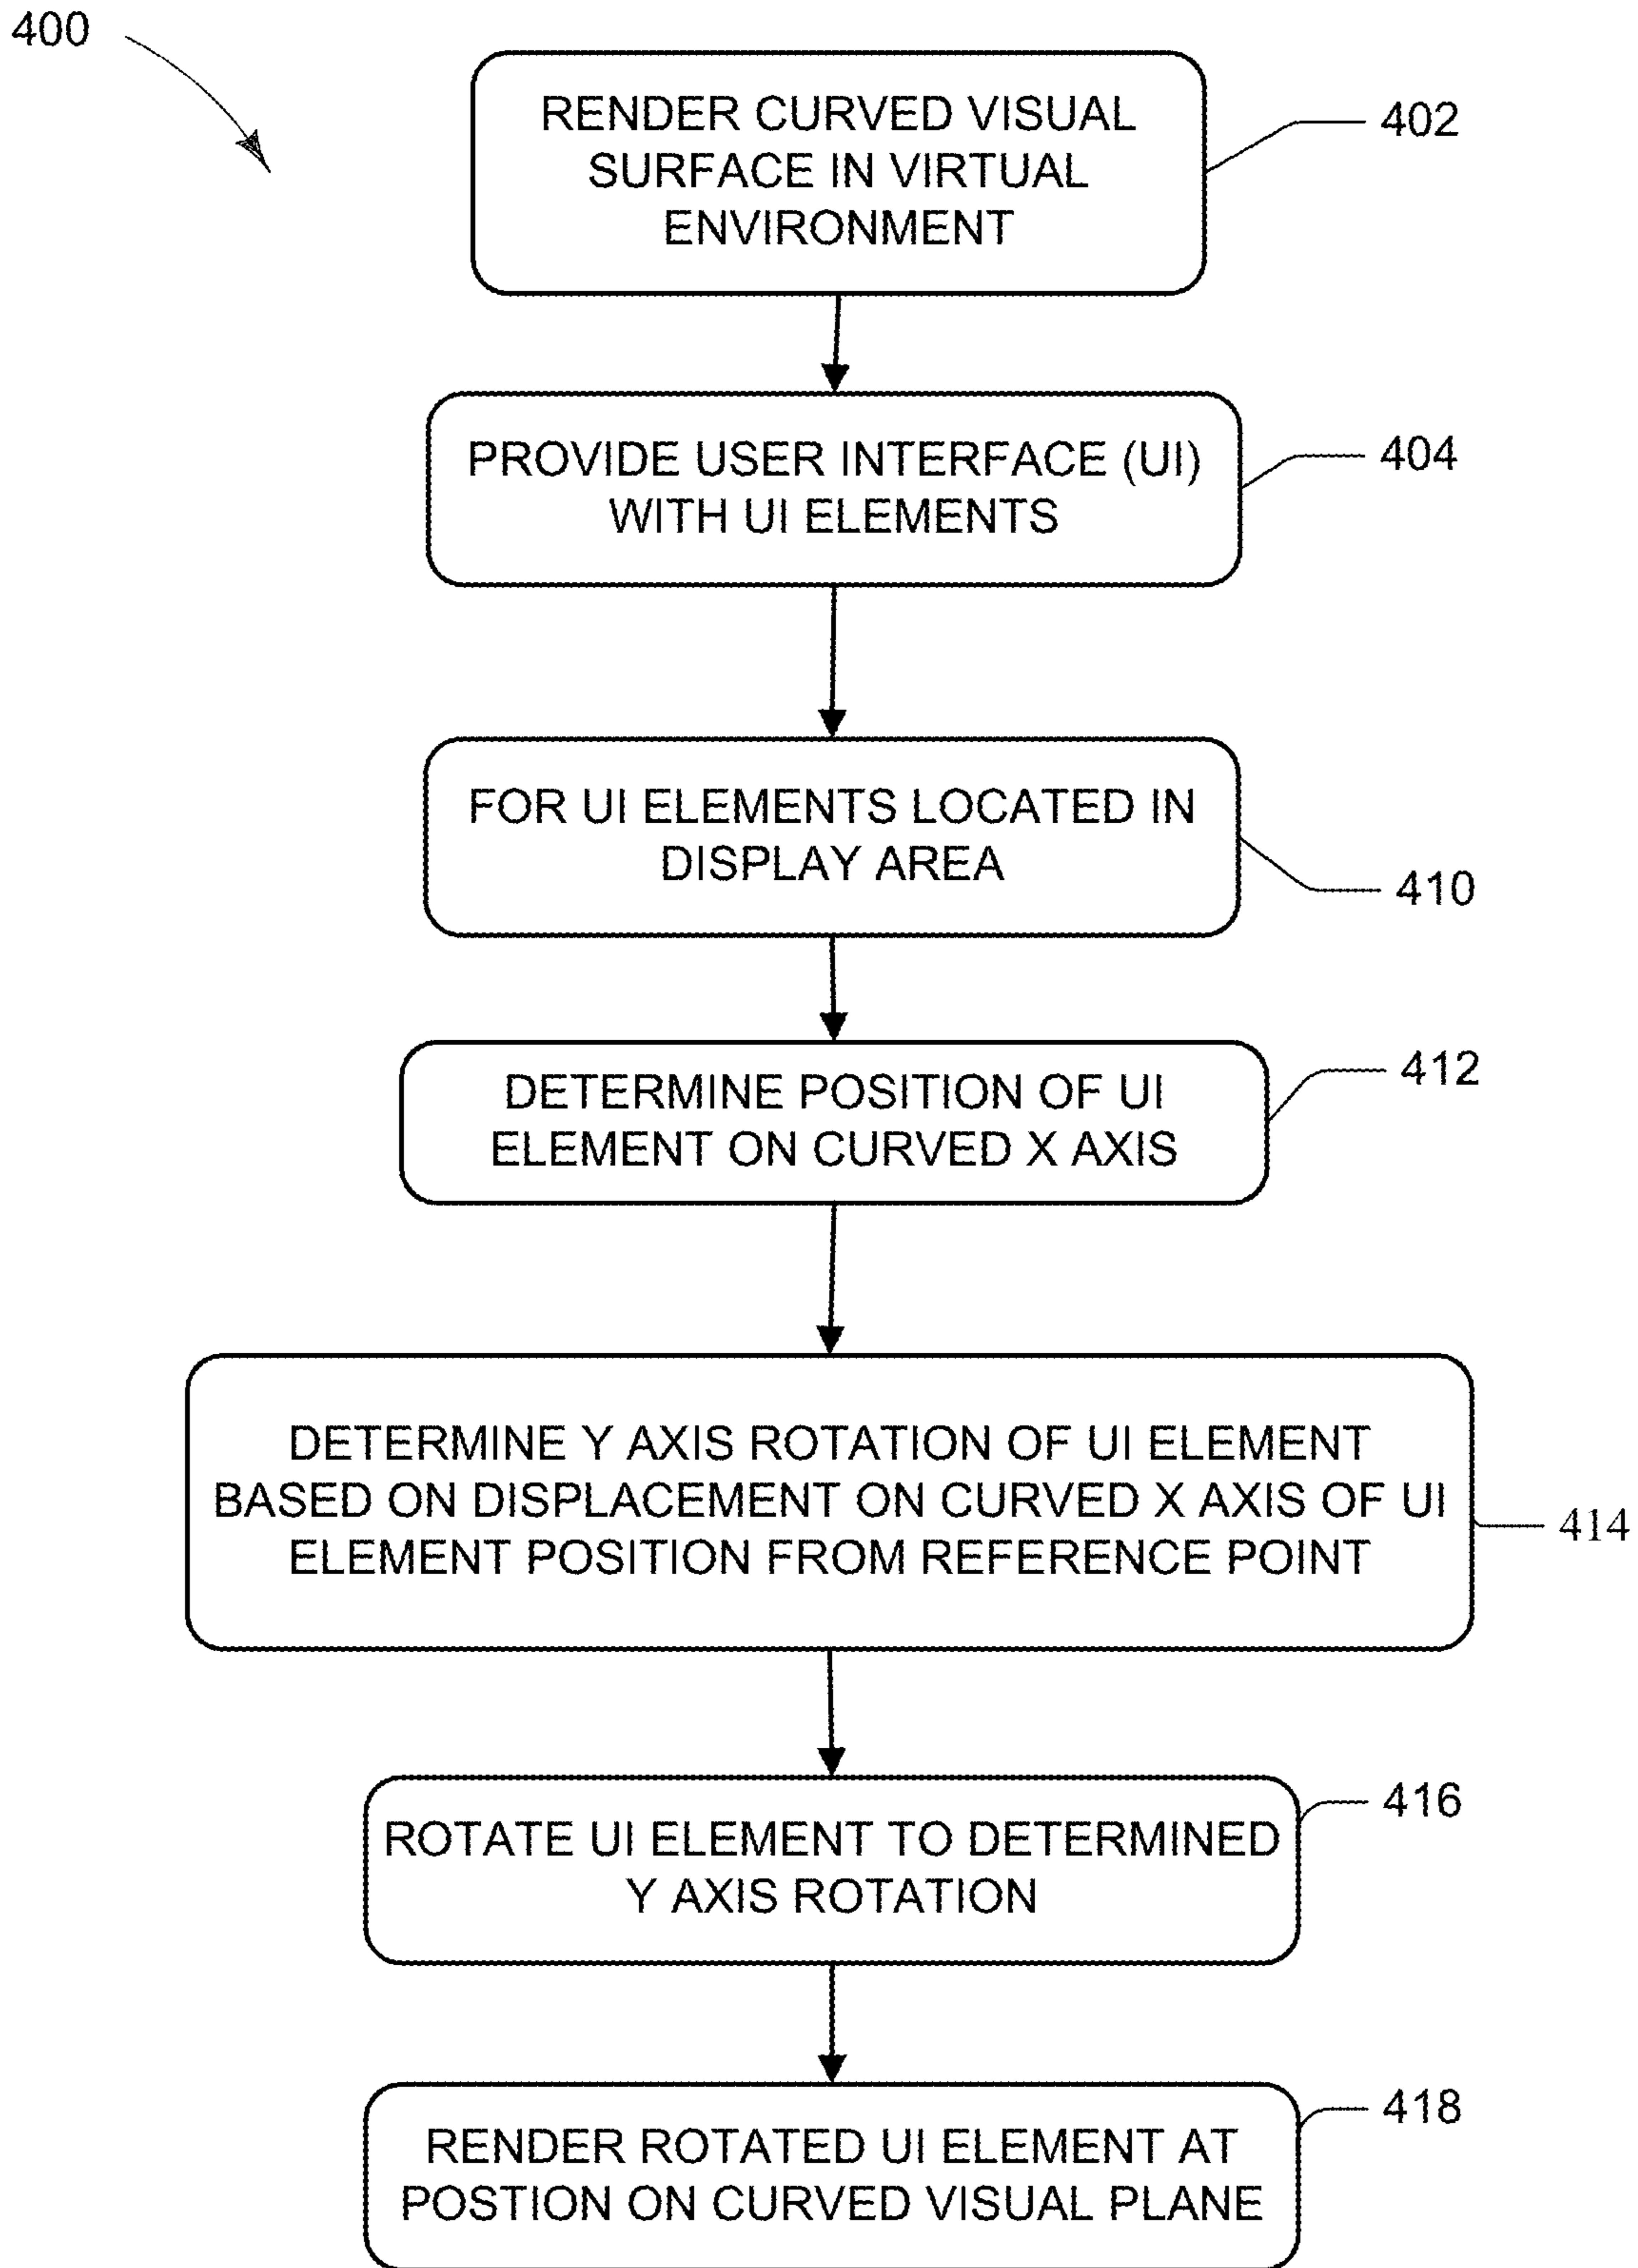 400
RENDER CURVED VISUAL
SURFACE IN VIRTUAL
ENVIRONMENT
402
PROVIDE USER INTERFACE (UI)
WITH UI ELEMENTS
404
FOR UI ELEMENTS LOCATED IN
DISPLAY AREA
410
DETERMINE POSITION OF UI
ELEMENT ON CURVED X AXIS
412
DETERMINE Y AXIS ROTATION OF UI ELEMENT
BASED ON DISPLACEMENT ON CURVED X AXIS OF UI
ELEMENT POSITION FROM REFERENCE POINT
414
ROTATE UI ELEMENT TO DETERMINED
Y AXIS ROTATION
416
RENDER ROTATED UI ELEMENT AT
POSTION ON CURVED VISUAL PLANE
418